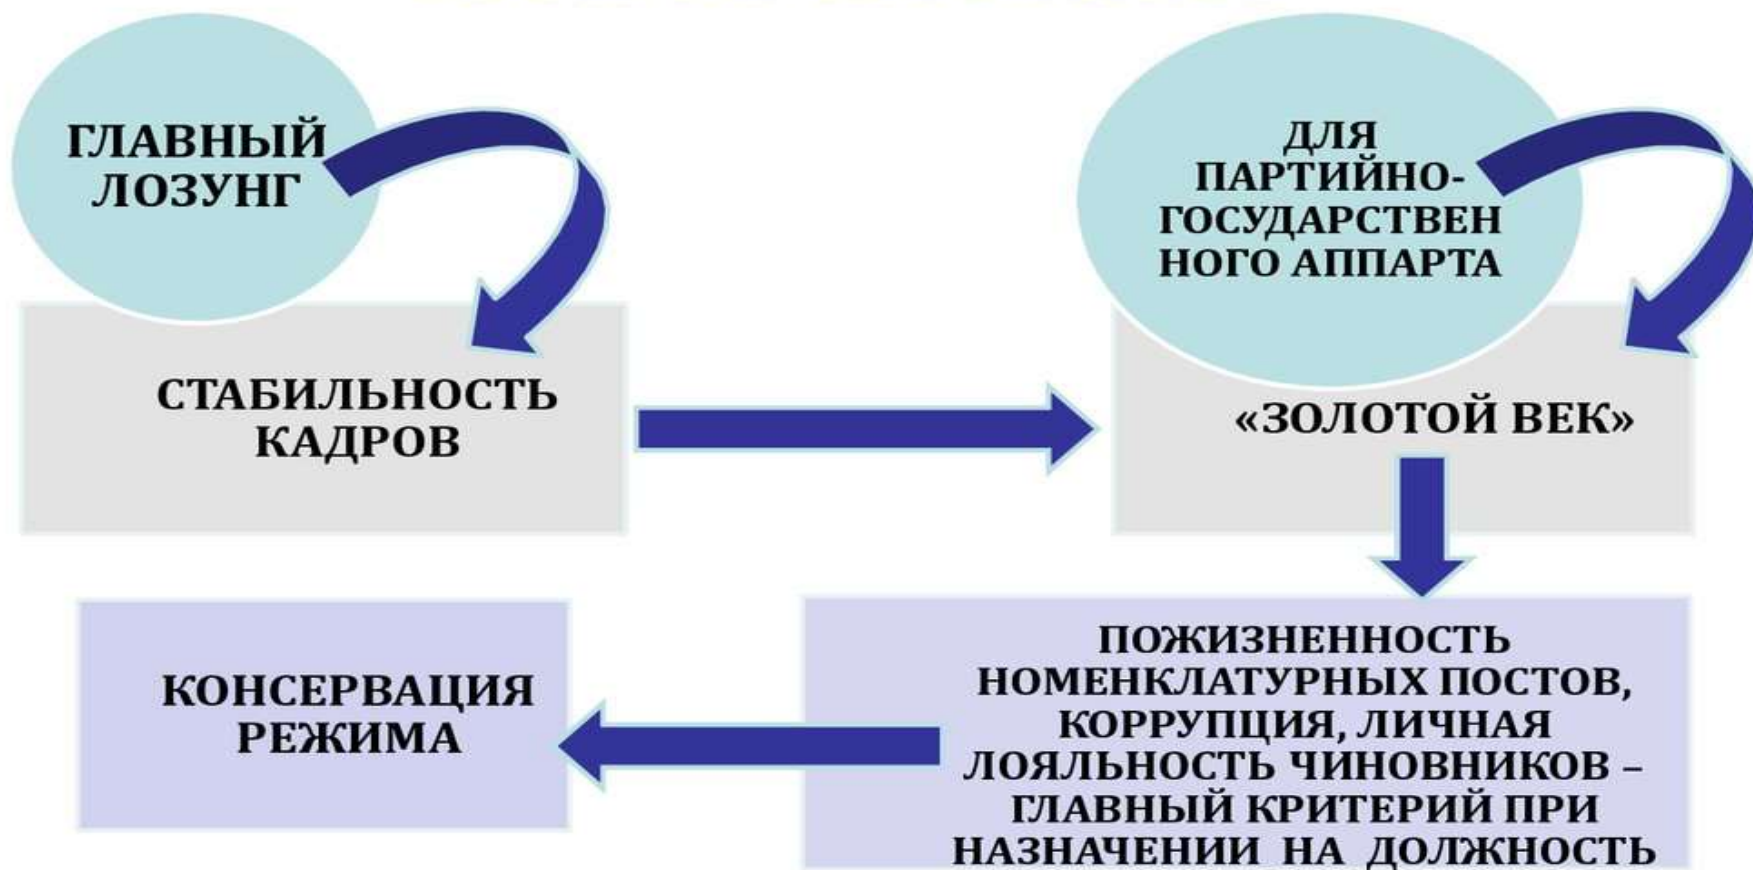 ГЛАВНЫЙ
ЛОЗУНГ
СТАБИЛЬНОСТЬ
КАДРОВ
ДЛЯ
ПАРТИЙНО-
ГОСУДАРСТВЕН
НОГО АППАРТА
«ЗОЛОТОЙ ВЕК»
ПОЖИЗНЕННОСТЬ
НОМЕНКЛАТУРНЫХ ПОСТОВ,
КОРРУПЦИЯ, ЛИЧНАЯ
ЛОЯЛЬНОСТЬ ЧИНОВНИКОВ –
ГЛАВНЫЙ КРИТЕРИЙ ПРИ
НАЗНАЧЕНИИ НА ДОЛЖНОСТЬ
КОНСЕРВАЦИЯ
РЕЖИМА